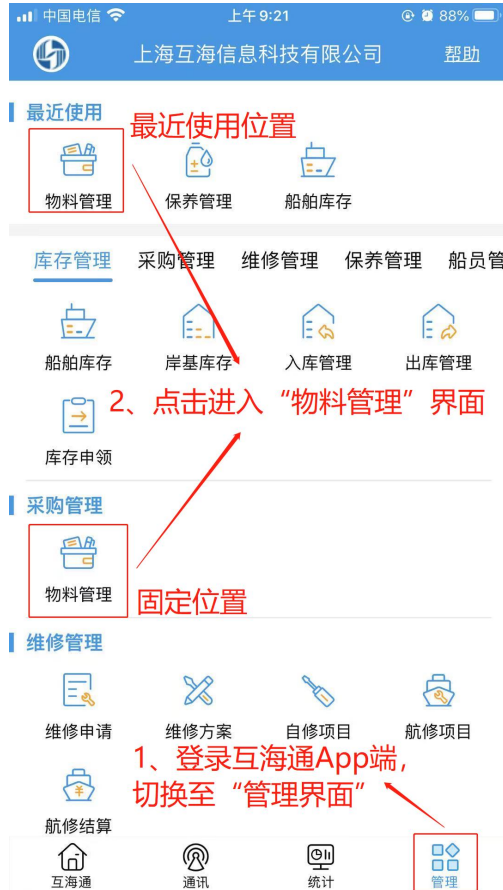 中国电信 上午9:21 88%
上海互海信息科技有限公司 帮助
最近使用
最近使用位置
物料管理 保养管理 船舶库存
库存管理 采购管理 维修管理 保养管理 船员管
船舶库存 岸基库存 入库管理 出库管理
2、点击进入“物料管理”界面
库存申领
采购管理
物料管理
固定位置
维修管理
维修申请 维修方案 自修项目 航修项目
1、登录互海通App端，
切换至“管理界面”
航修结算
互海通 通讯 统计 管理